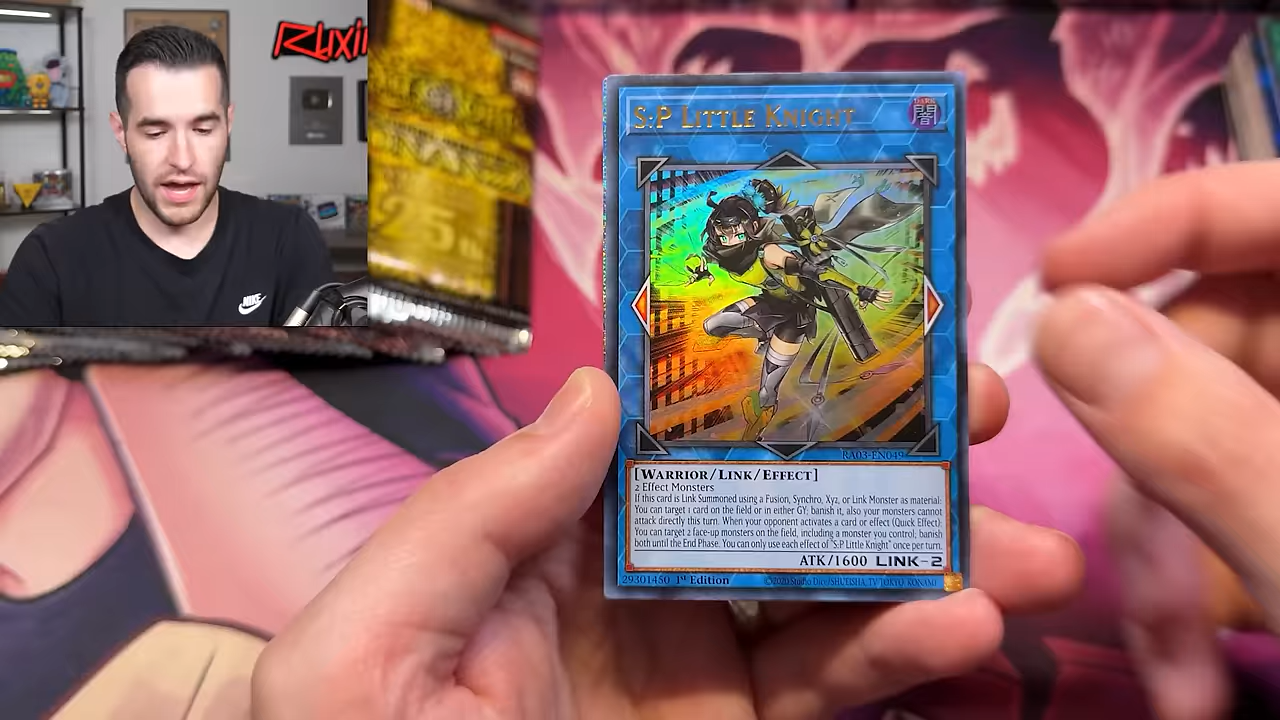 Ruxi
25th
NIKE
S:P Little Knight
DARK
闇
RA03-EN049
[Warrior/Link/Effect]
2 Effect Monsters
If this card is Link Summoned using a Fusion, Synchro, Xyz, or Link Monster as material:
You can target 1 card on the field or in either GY; banish it, also your monsters cannot
attack directly this turn. When your opponent activates a card or effect (Quick Effect):
You can target 2 face-up monsters on the field, including a monster you control; banish
both until the End Phase. You can only use each effect of "S:P Little Knight" once per turn.
ATK/1600 LINK-2
29301450 1st Edition ©2020 Studio Dice/SHUEISHA, TV TOKYO, KONAMI